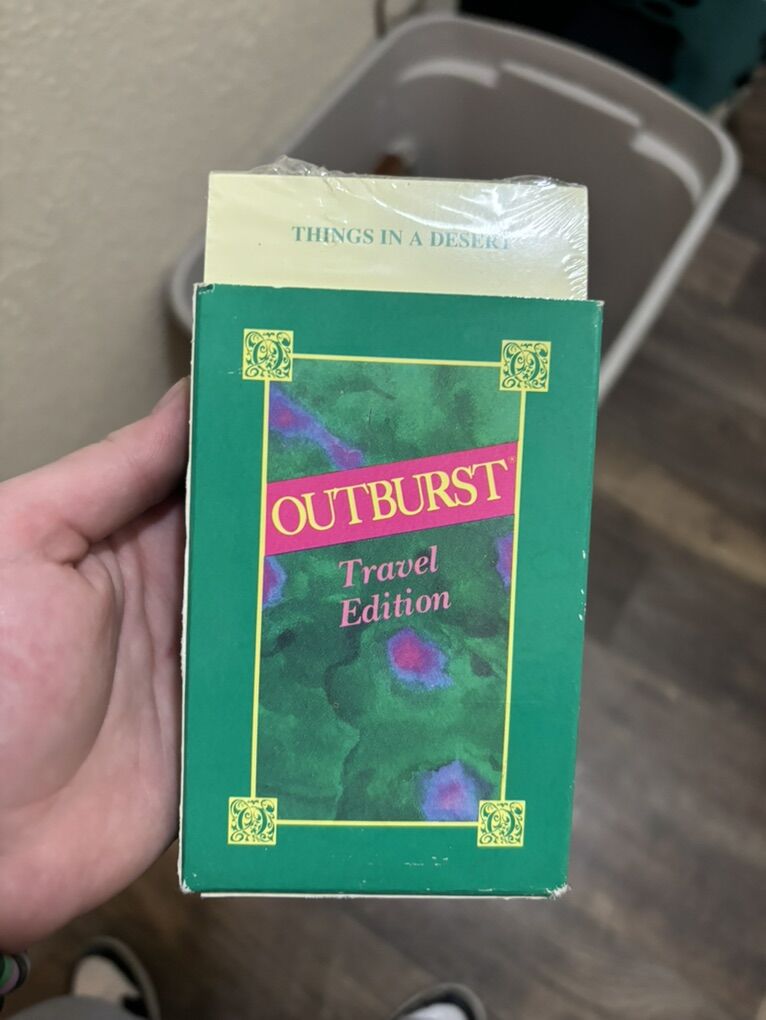 THINGS IN A DESERT
OUTBURST®
Travel
Edition